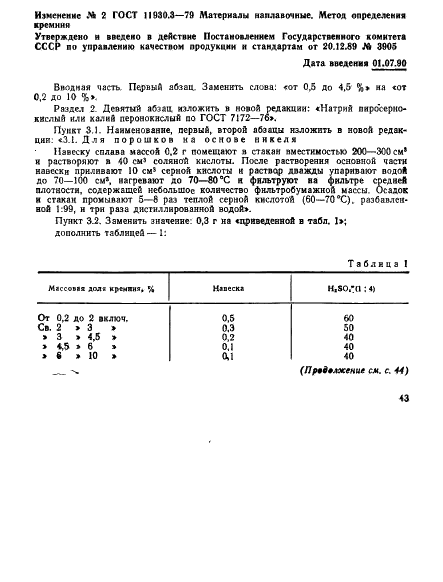 Изменение № 2 ГОСТ 11930.3—79 Материалы наплавочные. Метод определения
кремния
Утверждено и введено в действие Постановлением Государственного комитета
СССР по управлению качеством продукции и стандартам от 20.12.89 № 3905
Дата введения 01.07.90
Вводная часть. Первый абзац. Заменить слова: «от 0,5 до 4,5 %» на «от
0,2 до 10 %».
Раздел 2. Девятый абзац изложить в новой редакции: «Натрий пиросерно-
кислый или калий перонокислый по ГОСТ 7172—76».
Пункт 3.1. Наименование, первый, второй абзацы изложить в новой редак-
ции: «3.1. Для порошков на основе никеля
Навеску сплава массой 0,2 г помещают в стакан вместимостью 200—300 см³
и растворяют в 40 см³ соляной кислоты. После растворения основной части
навески приливают 10 см³ серной кислоты и раствор дважды упаривают водой
до 70—100 см³, нагревают до 70—80 °С и фильтруют на фильтре средней
плотности, содержащей небольшое количество фильтробумажной массы. Осадок
и стакан промывают 5—8 раз теплой серной кислотой (60—70 °С), разбавлен-
ной 1:99, и три раза дистиллированной водой».
Пункт 3.2. Заменить значение: 0,3 г на «приведенной в табл. 1»;
дополнить таблицей — 1:
Таблица 1
Массовая доля кремния, % Навеска H₂SO₄ (1 : 4)
От 0,2 до 2 включ. 0,5 60
Св. 2 » 3 » 0,3 50
» 3 » 4,5 » 0,2 40
» 4,5 » 6 » 0,1 40
» 6 » 10 » 0,1 40
(Продолжение см. с. 44)
43